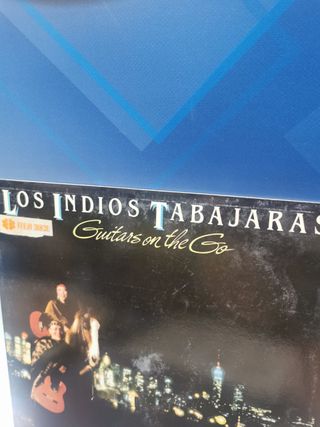 LOS INDIOS TABAJARAS
Guitars on the Go